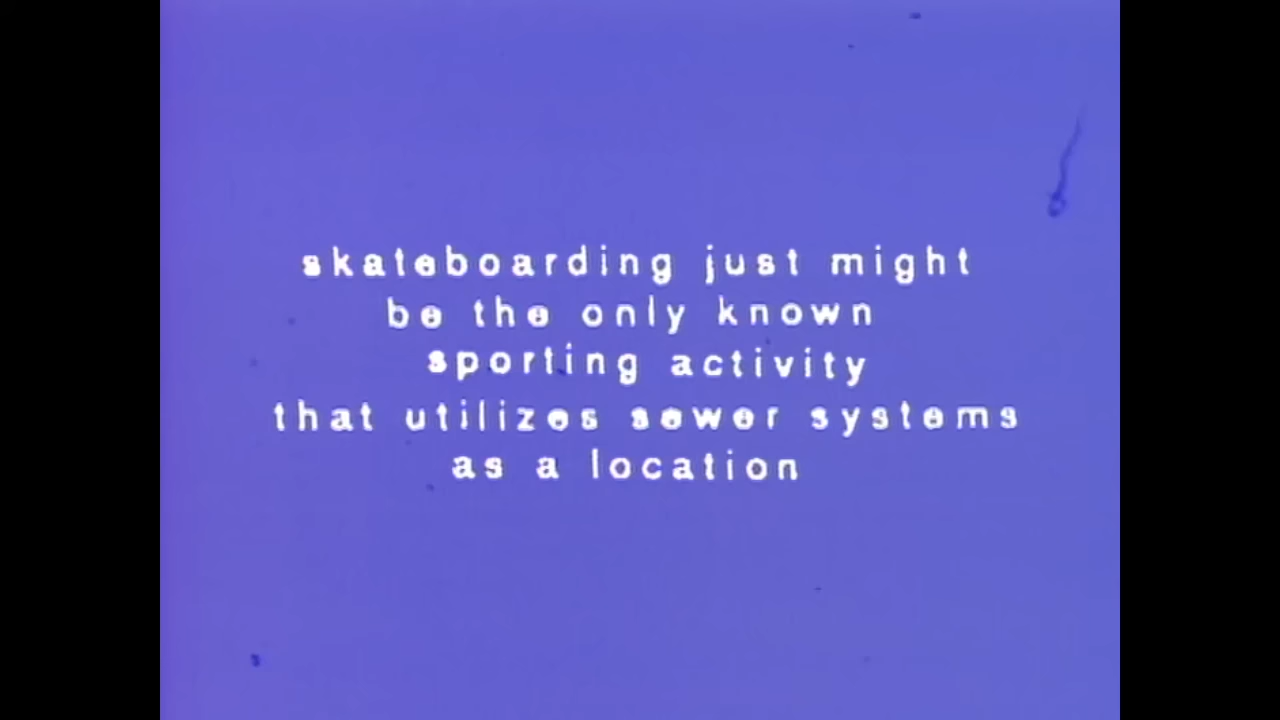 skateboarding just might
be the only known
sporting activity
that utilizes sewer systems
as a location